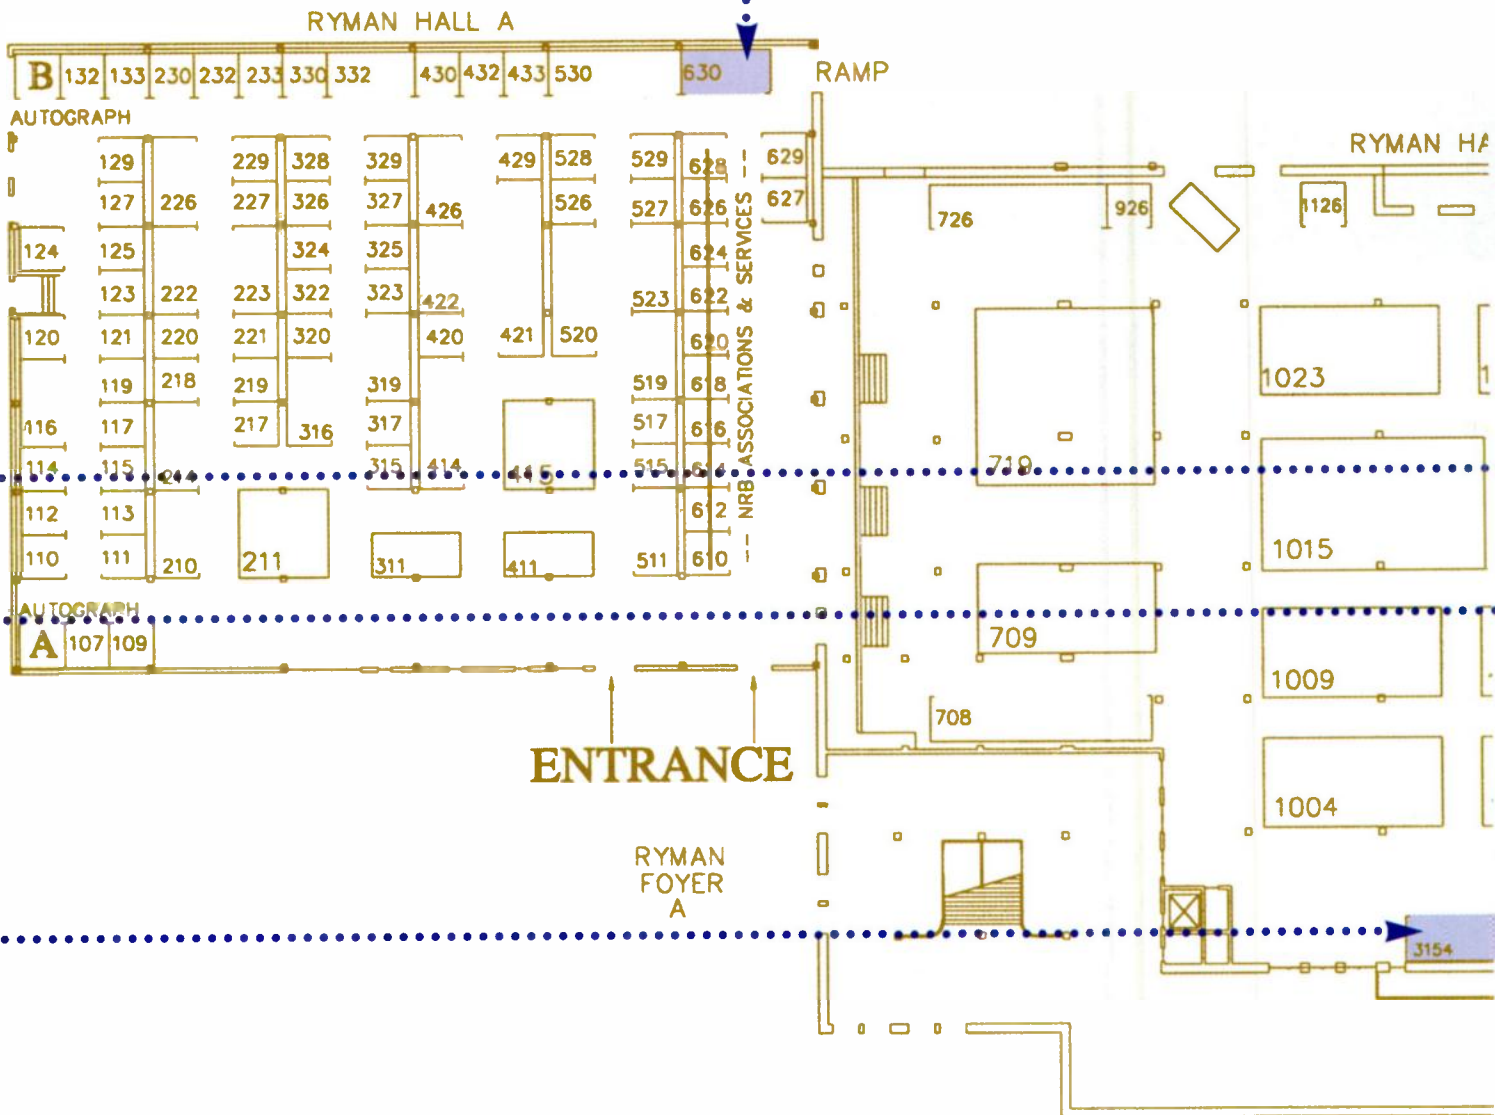 RYMAN HALL A
B 132 133 230 232 233 330 332 430 432 433 530 630
RAMP
AUTOGRAPH
RYMAN HA
129 229 328 329 429 528 529 628 629
127 226 227 326 327 426 526 527 626 627
726 926 1126
124 125 324 325 624
123 222 223 322 323 422 523 622
120 121 220 221 320 420 421 520 620
119 218 219 319 519 618
1023
116 117 217 316 317 517 616
114 115 214 315 414 415 515 614
719
112 113 612
110 111 210 211 311 411 511 610
-- NRB ASSOCIATIONS & SERVICES --
1015
AUTOGRAPH
A 107 109
709
1009
708
ENTRANCE
1004
RYMAN
FOYER
A
3154